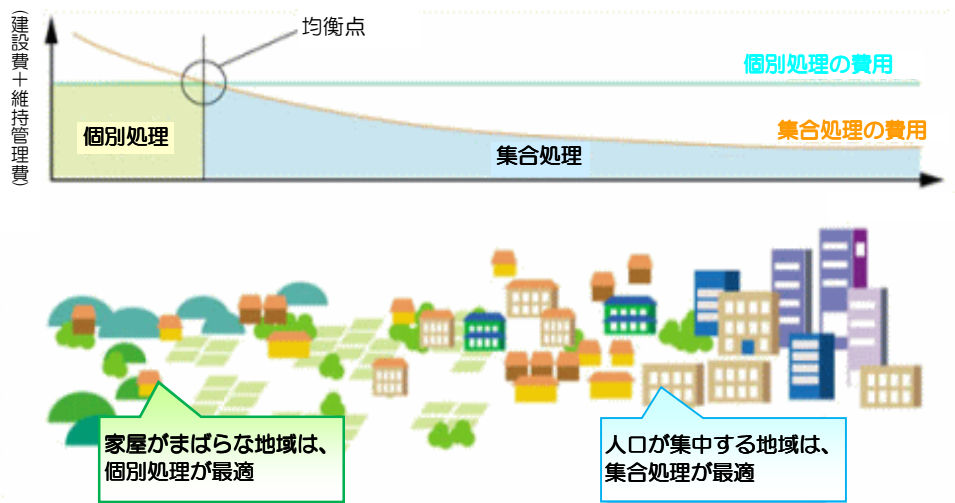 （建設費＋維持管理費）
均衡点
個別処理の費用
集合処理の費用
個別処理
集合処理
家屋がまばらな地域は、
個別処理が最適
人口が集中する地域は、
集合処理が最適